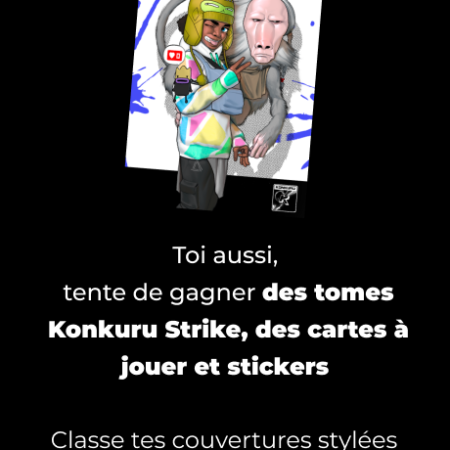 Toi aussi,
tente de gagner des tomes
Konkuru Strike, des cartes à
jouer et stickers
Classe tes couvertures stylées